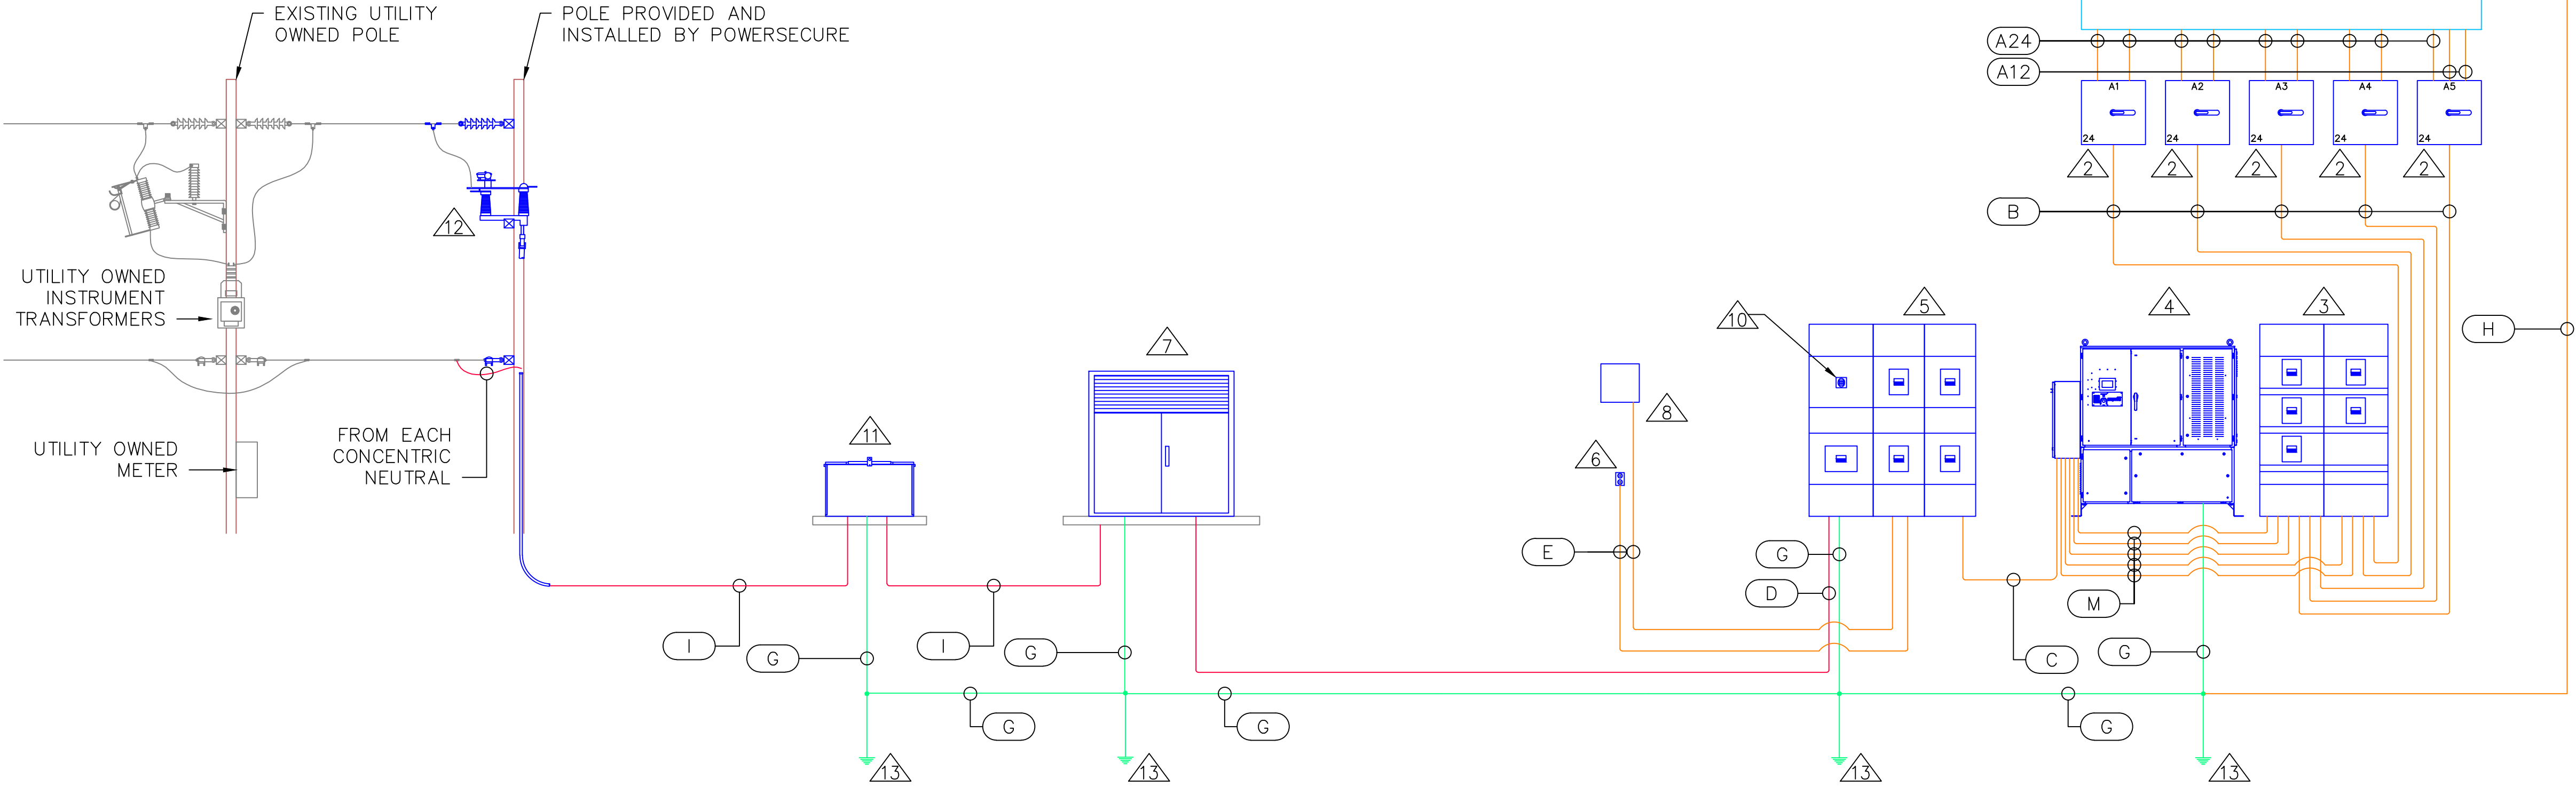 EXISTING UTILITY
OWNED POLE
POLE PROVIDED AND
INSTALLED BY POWERSECURE
A24
A12
A1
A2
A3
A4
A5
24
24
24
24
24
2
2
2
2
2
12
B
UTILITY OWNED
INSTRUMENT
TRANSFORMERS
10
5
4
3
H
7
8
11
FROM EACH
CONCENTRIC
NEUTRAL
UTILITY OWNED
METER
6
E
G
D
M
I
G
I
G
C
G
G
G
G
13
13
13
13